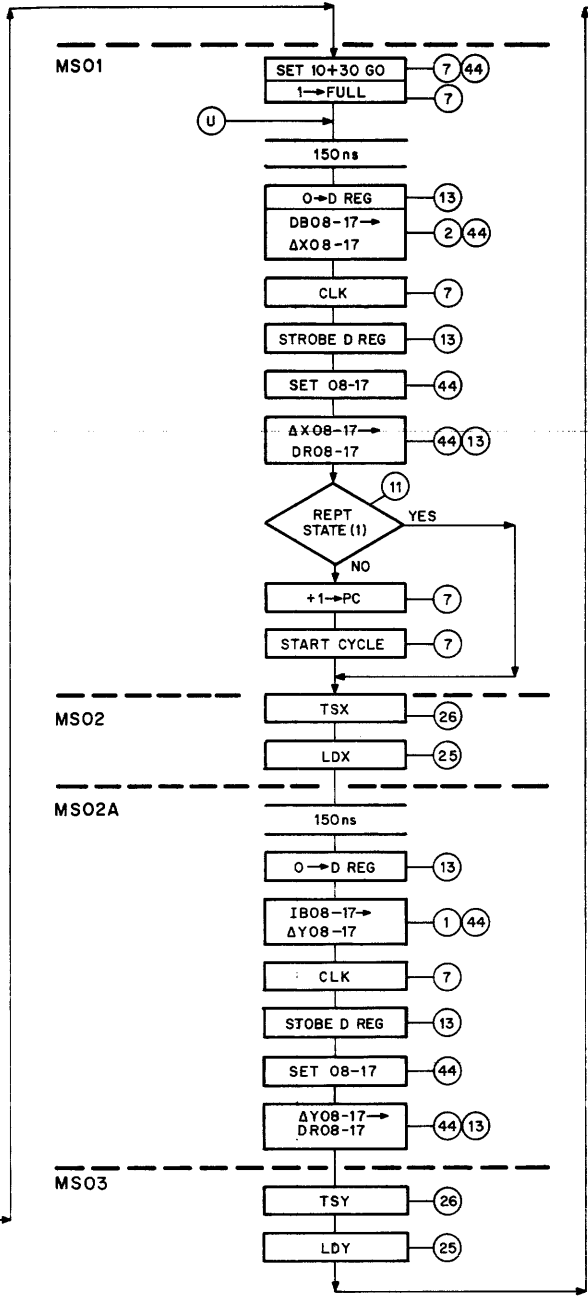 MS01
SET 10+30 GO 7 44
1→FULL 7
U
150ns
0→D REG 13
DB08-17→ 2 44
ΔX08-17
CLK 7
STROBE D REG 13
SET 08-17 44
ΔX08-17→ 44 13
DR08-17
11
REPT YES
STATE (1)
NO
+1→PC 7
START CYCLE 7
MS02
TSX 26
LDX 25
MS02A
150ns
0→D REG 13
IB08-17→ 1 44
ΔY08-17
CLK 7
STOBE D REG 13
SET 08-17 44
ΔY08-17→ 44 13
DR08-17
MS03
TSY 26
LDY 25